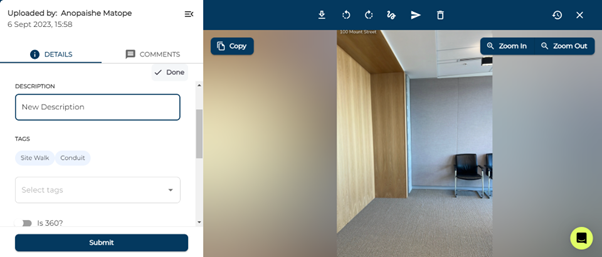 Uploaded by: Anopaishe Matope
6 Sept 2023, 15:58
DETAILS
COMMENTS
Done
DESCRIPTION
New Description
TAGS
Site Walk
Conduit
Select tags
Is 360?
Submit
Copy
100 Mount Street
Zoom In
Zoom Out